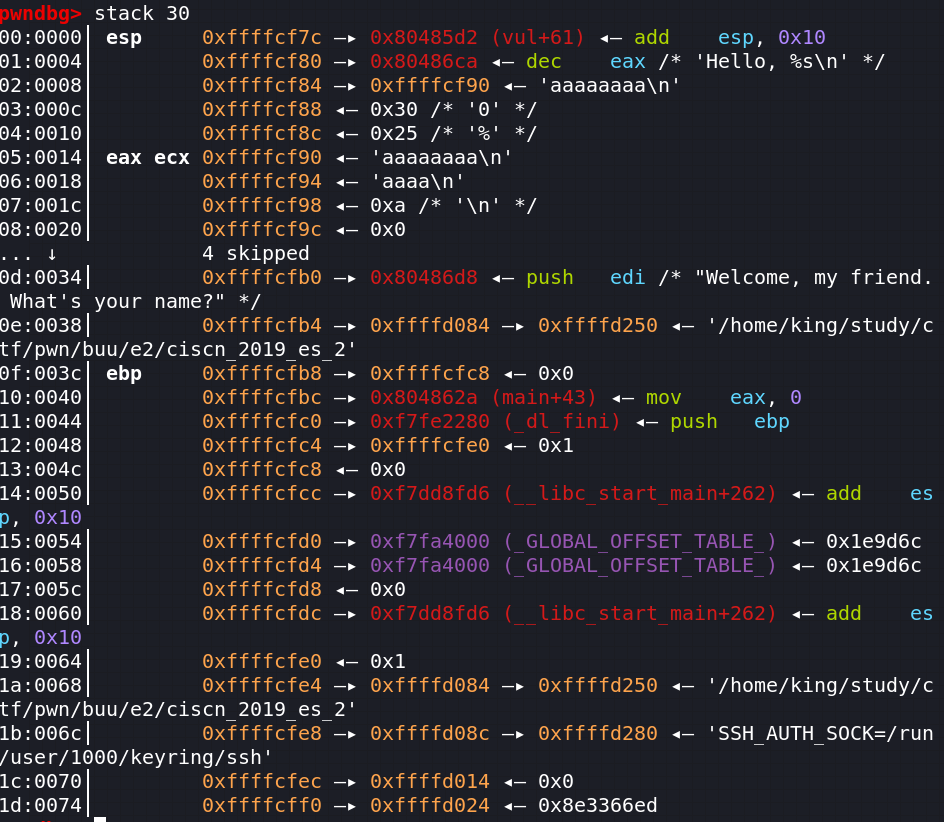 pwndbg> stack 30
00:0000│ esp     0xffffcf7c —▸ 0x80485d2 (vul+61) ◂— add    esp, 0x10
01:0004│         0xffffcf80 —▸ 0x80486ca ◂— dec    eax /* 'Hello, %s\n' */
02:0008│         0xffffcf84 —▸ 0xffffcf90 ◂— 'aaaaaaaa\n'
03:000c│         0xffffcf88 ◂— 0x30 /* '0' */
04:0010│         0xffffcf8c ◂— 0x25 /* '%' */
05:0014│ eax ecx 0xffffcf90 ◂— 'aaaaaaaa\n'
06:0018│         0xffffcf94 ◂— 'aaaa\n'
07:001c│         0xffffcf98 ◂— 0xa /* '\n' */
08:0020│         0xffffcf9c ◂— 0x0
... ↓            4 skipped
0d:0034│         0xffffcfb0 —▸ 0x80486d8 ◂— push   edi /* "Welcome, my friend.
 What's your name?" */
0e:0038│         0xffffcfb4 —▸ 0xffffd084 —▸ 0xffffd250 ◂— '/home/king/study/c
tf/pwn/buu/e2/ciscn_2019_es_2'
0f:003c│ ebp     0xffffcfb8 —▸ 0xffffcfc8 ◂— 0x0
10:0040│         0xffffcfbc —▸ 0x804862a (main+43) ◂— mov    eax, 0
11:0044│         0xffffcfc0 —▸ 0xf7fe2280 (_dl_fini) ◂— push   ebp
12:0048│         0xffffcfc4 —▸ 0xffffcfe0 ◂— 0x1
13:004c│         0xffffcfc8 ◂— 0x0
14:0050│         0xffffcfcc —▸ 0xf7dd8fd6 (__libc_start_main+262) ◂— add    es
p, 0x10
15:0054│         0xffffcfd0 —▸ 0xf7fa4000 (_GLOBAL_OFFSET_TABLE_) ◂— 0x1e9d6c
16:0058│         0xffffcfd4 —▸ 0xf7fa4000 (_GLOBAL_OFFSET_TABLE_) ◂— 0x1e9d6c
17:005c│         0xffffcfd8 ◂— 0x0
18:0060│         0xffffcfdc —▸ 0xf7dd8fd6 (__libc_start_main+262) ◂— add    es
p, 0x10
19:0064│         0xffffcfe0 ◂— 0x1
1a:0068│         0xffffcfe4 —▸ 0xffffd084 —▸ 0xffffd250 ◂— '/home/king/study/c
tf/pwn/buu/e2/ciscn_2019_es_2'
1b:006c│         0xffffcfe8 —▸ 0xffffd08c —▸ 0xffffd280 ◂— 'SSH_AUTH_SOCK=/run
/user/1000/keyring/ssh'
1c:0070│         0xffffcfec —▸ 0xffffd014 ◂— 0x0
1d:0074│         0xffffcff0 —▸ 0xffffd024 ◂— 0x8e3366ed